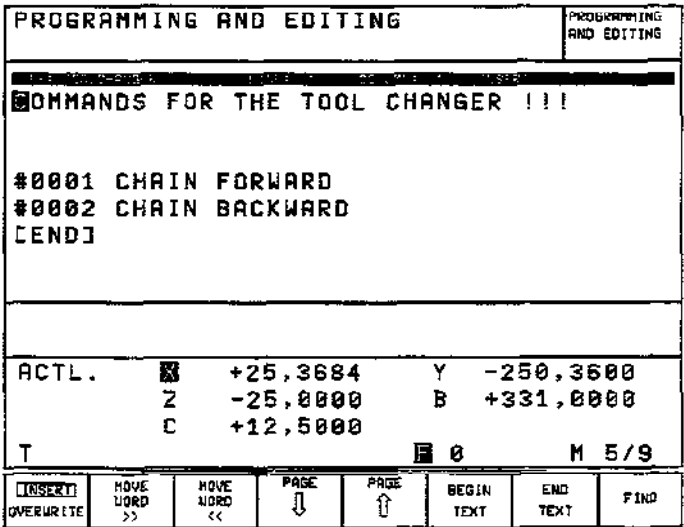 PROGRAMMING AND EDITING
PROGRAMMING
AND EDITING
COMMANDS FOR THE TOOL CHANGER !!!
#0001 CHAIN FORWARD
#0002 CHAIN BACKWARD
[END]
ACTL. X +25,3684 Y -250,3600
Z -25,0000 B +331,0000
C +12,5000
T F 0 M 5/9
INSERT
OVERWRITE
MOVE
WORD
>>
MOVE
WORD
<<
PAGE
⇩
PAGE
⇧
BEGIN
TEXT
END
TEXT
FIND